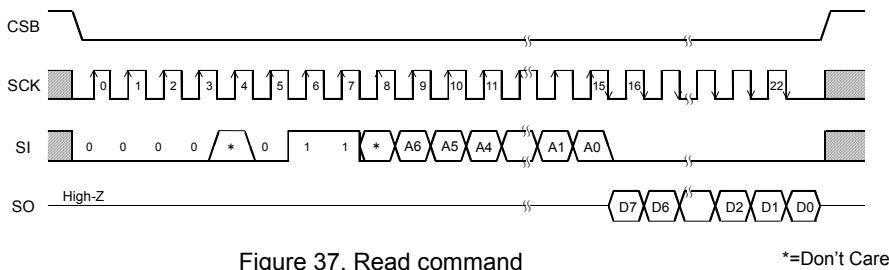 CSB
SCK 0 1 2 3 4 5 6 7 8 9 10 11 15 16 22
SI 0 0 0 0 * 0 1 1 * A6 A5 A4 A1 A0
SO High-Z D7 D6 D2 D1 D0
Figure 37. Read command *=Don't Care